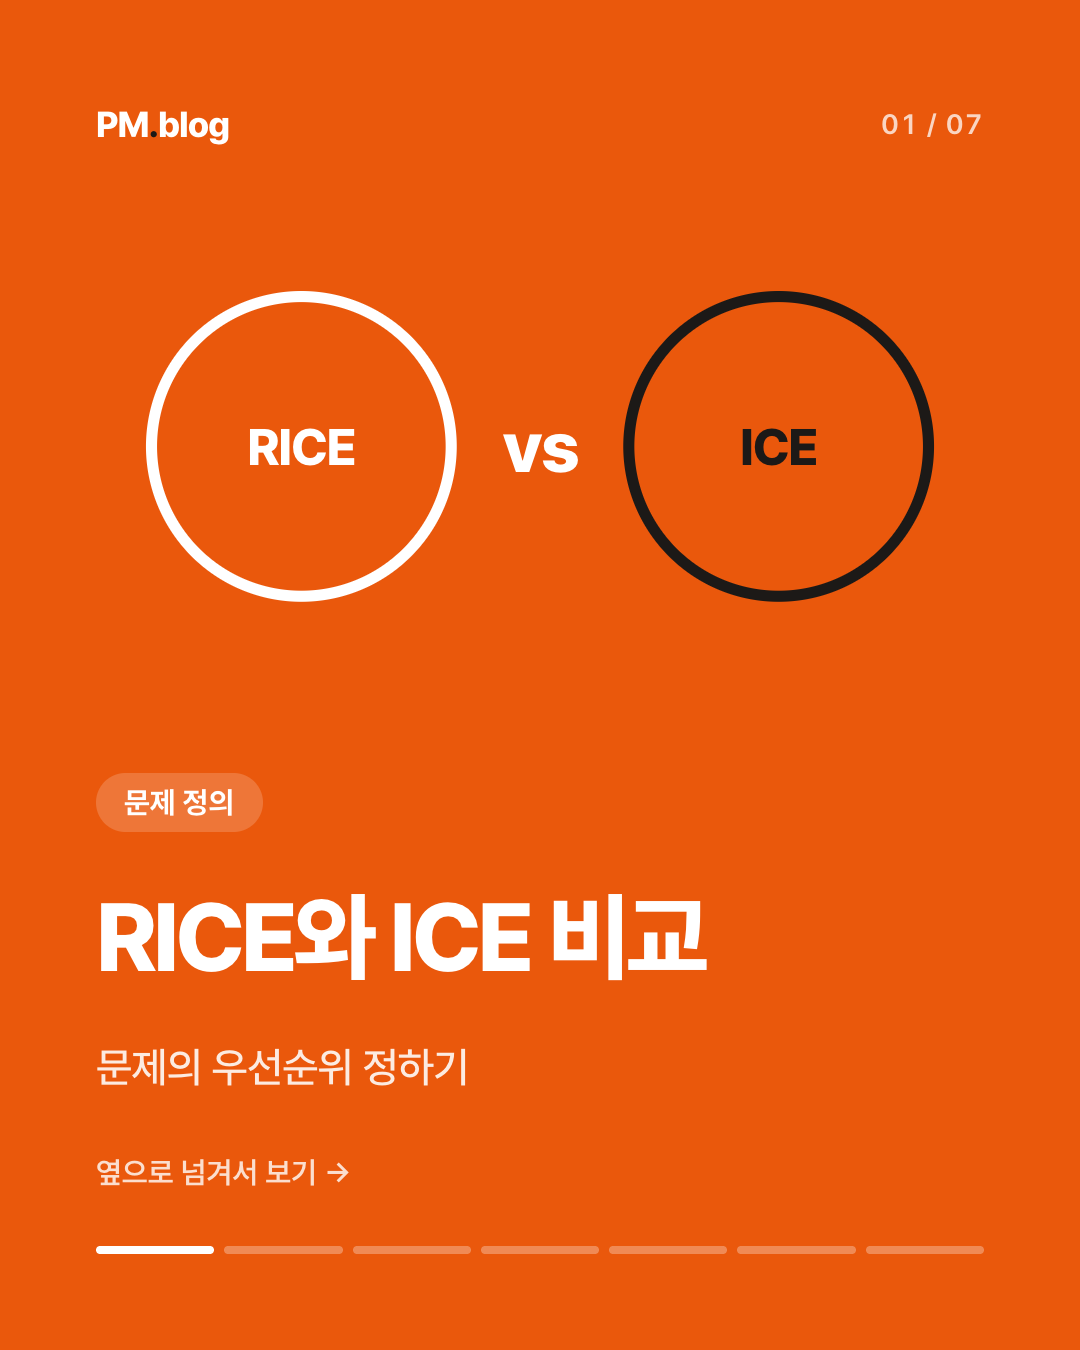 PM.blog
01 / 07
RICE
vs
ICE
문제 정의
RICE와 ICE 비교
문제의 우선순위 정하기
옆으로 넘겨서 보기 →